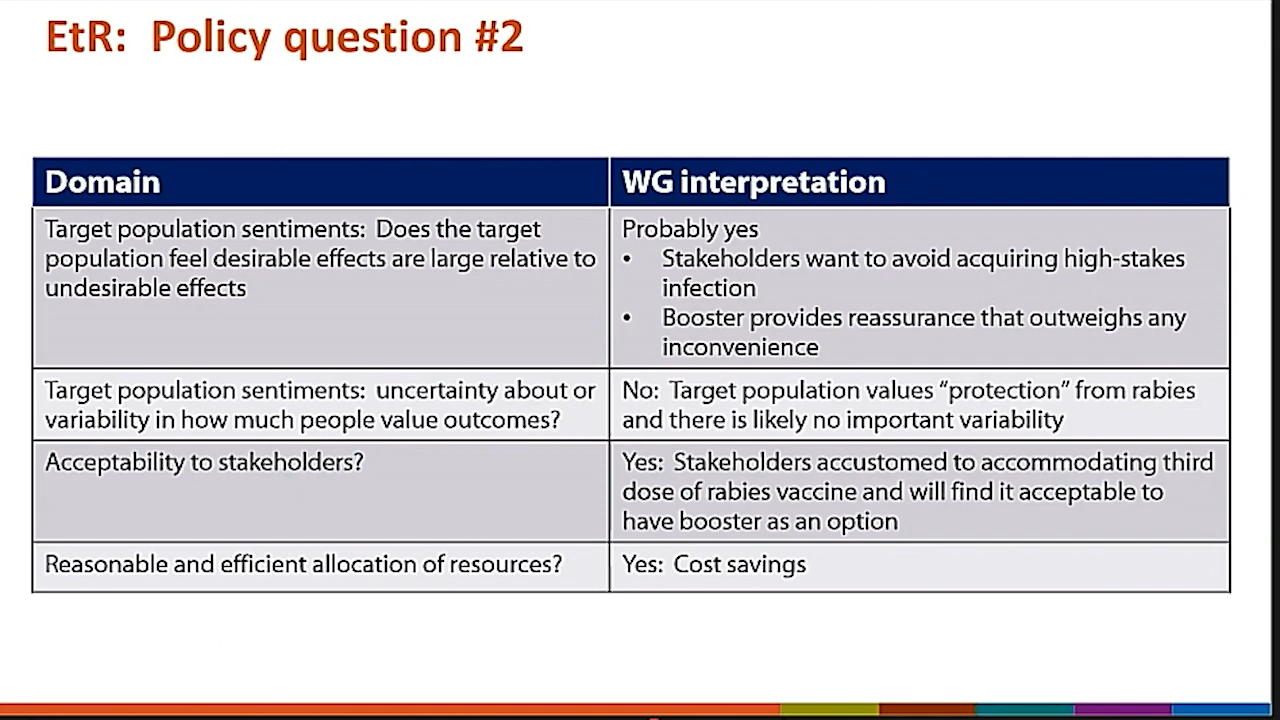 EtR: Policy question #2
Domain
WG interpretation
Target population sentiments: Does the target
population feel desirable effects are large relative to
undesirable effects
Probably yes
• Stakeholders want to avoid acquiring high-stakes
infection
• Booster provides reassurance that outweighs any
inconvenience
Target population sentiments: uncertainty about or
variability in how much people value outcomes?
No: Target population values “protection” from rabies
and there is likely no important variability
Acceptability to stakeholders?
Yes: Stakeholders accustomed to accommodating third
dose of rabies vaccine and will find it acceptable to
have booster as an option
Reasonable and efficient allocation of resources?
Yes: Cost savings